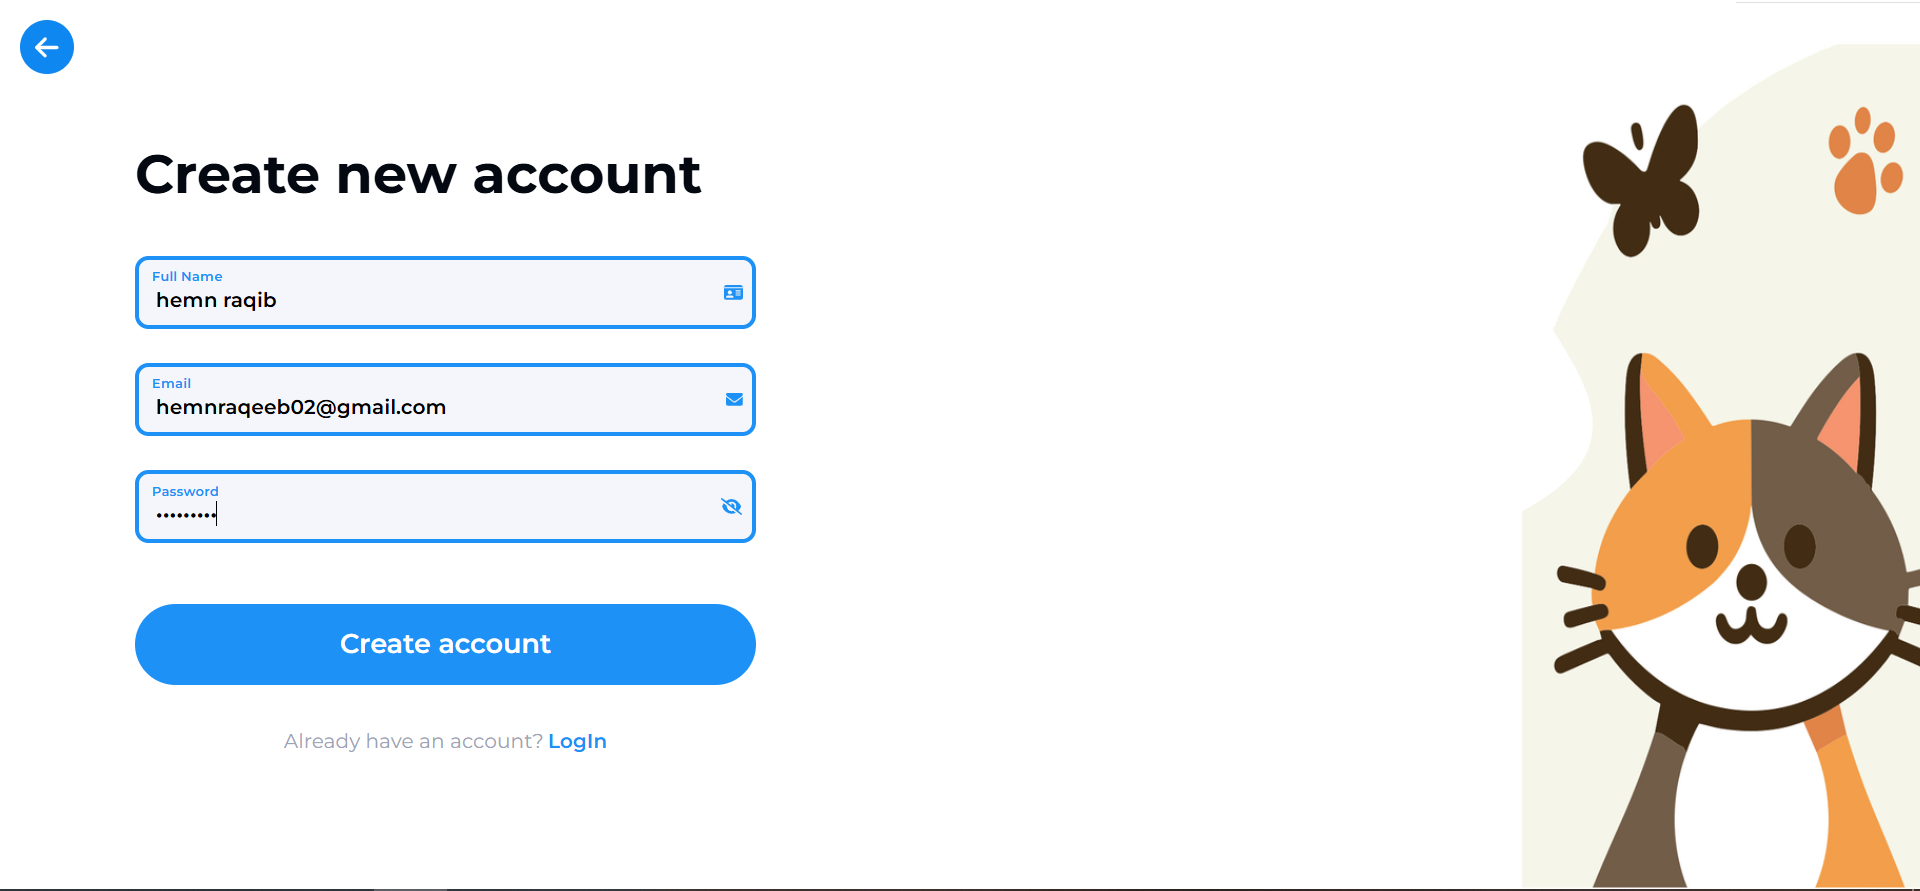 Create new account
Full Name
hemn raqib
Email
hemnraqeeb02@gmail.com
Password
•••••••••
Create account
Already have an account? LogIn